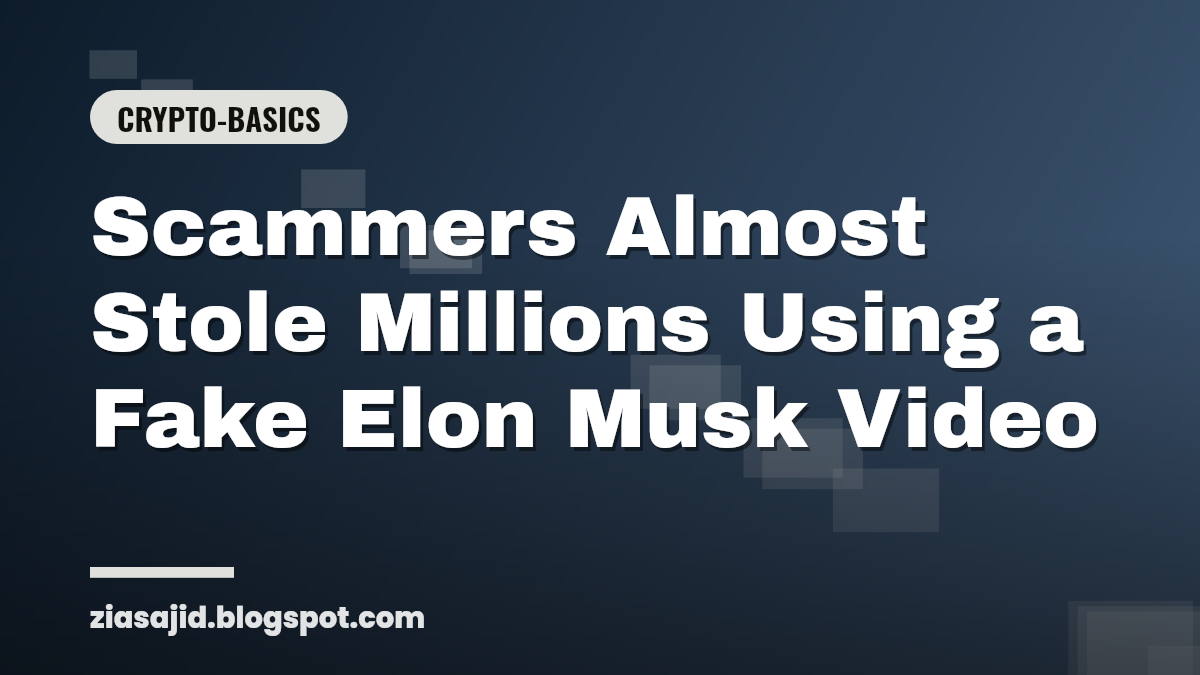 CRYPTO-BASICS
Scammers Almost
Stole Millions Using a
Fake Elon Musk Video
ziasajid.blogspot.com